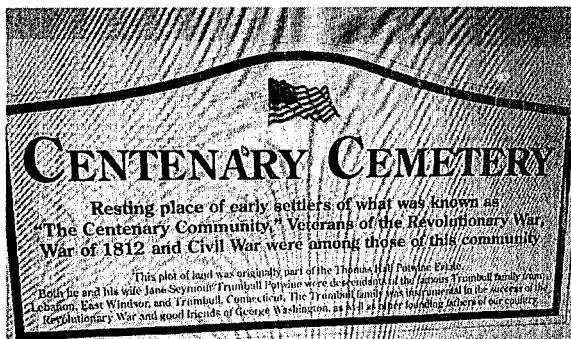 CENTENARY CEMETERY
Resting place of early settlers of what was known as
"The Centenary Community." Veterans of the Revolutionary War,
War of 1812 and Civil War were among those of this community
This plot of land was originally part of the Thomas Hall Potwine Estate.
Both he and his wife Jane Seymour Trumbull Potwine were descendants of the famous Trumbull family from
Lebanon, East Windsor, and Trumbull, Connecticut. The Trumbull family was instrumental in the success of the
Revolutionary War and good friends of George Washington, as well as other founding fathers of our country.